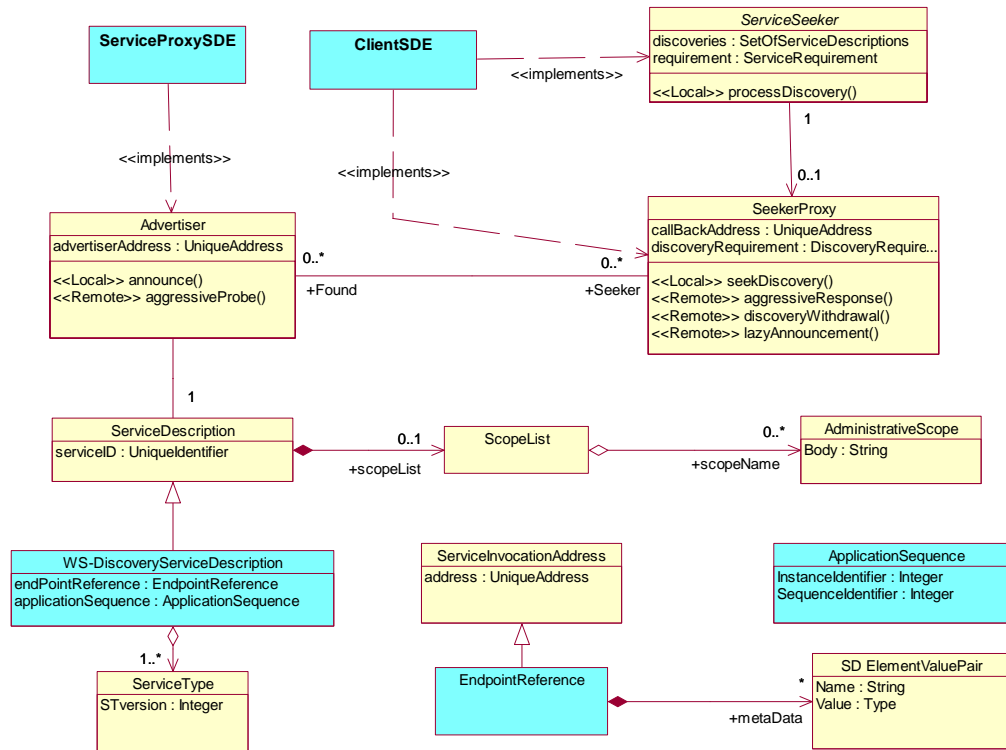 ServiceProxySDE
ClientSDE
ServiceSeeker
discoveries : SetOfServiceDescriptions
requirement : ServiceRequirement
<<Local>> processDiscovery()
<<implements>>
1
0..1
<<implements>>
<<implements>>
Advertiser
advertiserAddress : UniqueAddress
<<Local>> announce()
<<Remote>> aggressiveProbe()
0..*
+Found
0..*
+Seeker
SeekerProxy
callBackAddress : UniqueAddress
discoveryRequirement : DiscoveryRequire...
<<Local>> seekDiscovery()
<<Remote>> aggressiveResponse()
<<Remote>> discoveryWithdrawal()
<<Remote>> lazyAnnouncement()
1
ServiceDescription
serviceID : UniqueIdentifier
0..1
+scopeList
ScopeList
0..*
+scopeName
AdministrativeScope
Body : String
WS-DiscoveryServiceDescription
endPointReference : EndpointReference
applicationSequence : ApplicationSequence
ServiceInvocationAddress
address : UniqueAddress
ApplicationSequence
InstanceIdentifier : Integer
SequenceIdentifier : Integer
1..*
ServiceType
STversion : Integer
EndpointReference
*
+metaData
SD ElementValuePair
Name : String
Value : Type